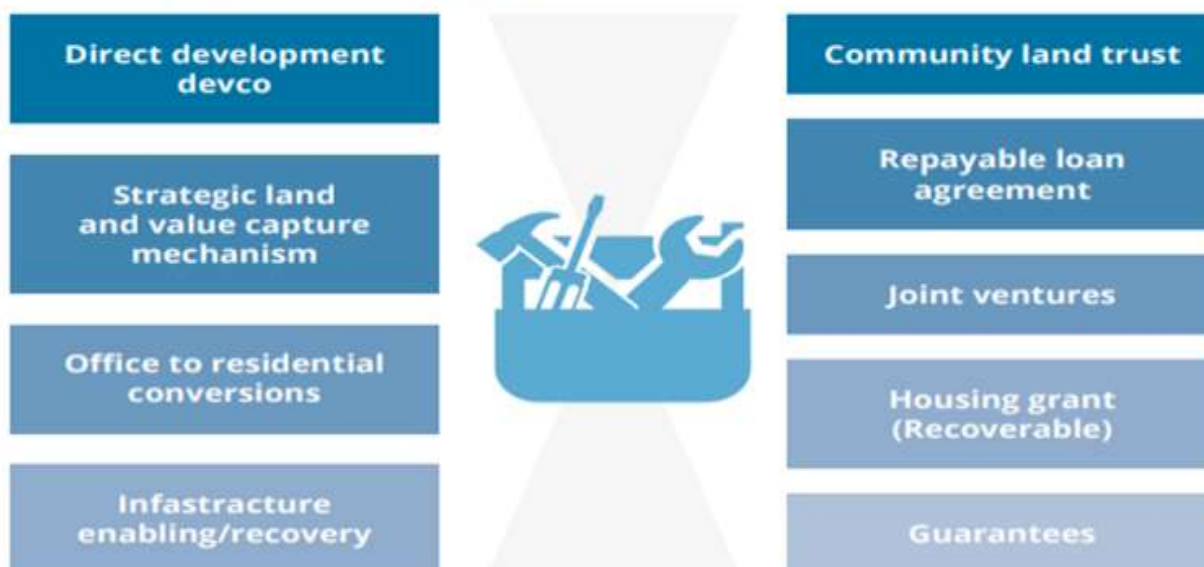 Direct development
devco
Strategic land
and value capture
mechanism
Office to residential
conversions
Infastracture
enabling/recovery
Community land trust
Repayable loan
agreement
Joint ventures
Housing grant
(Recoverable)
Guarantees